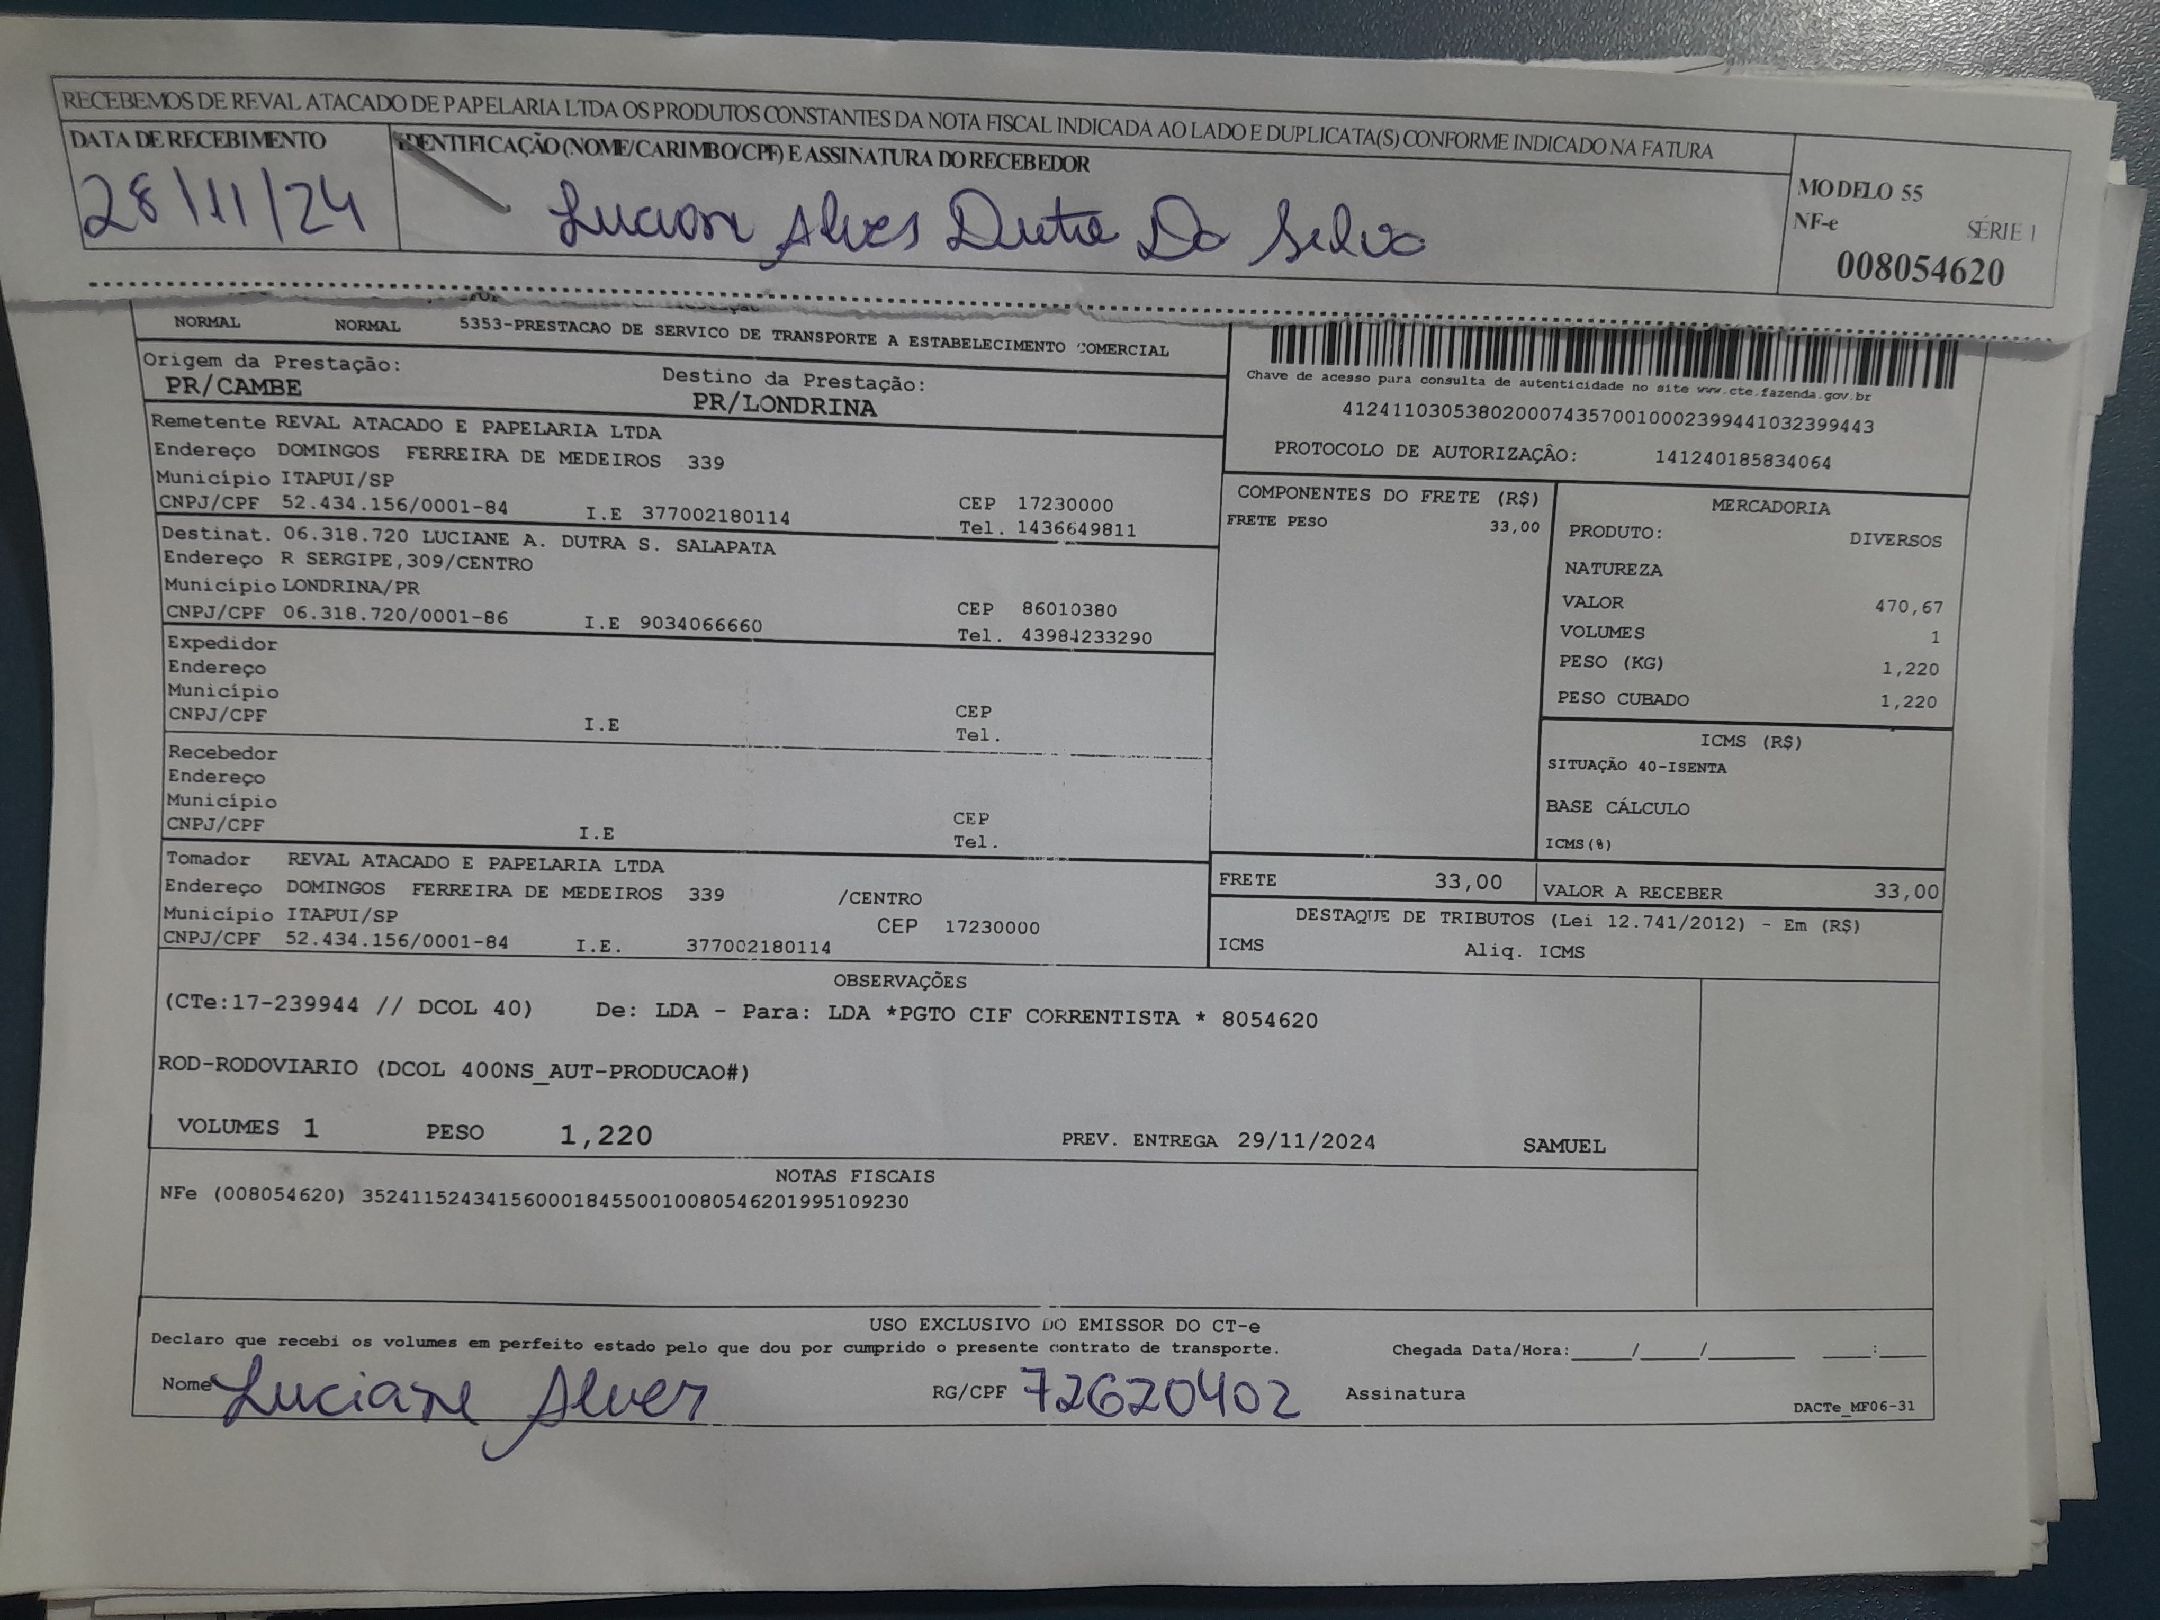 RECEBEMOS DE REVAL ATACADO DE PAPELARIA LTDA OS PRODUTOS CONSTANTES DA NOTA FISCAL INDICADA AO LADO E DUPLICATA(S) CONFORME INDICADO NA FATURA
DATA DE RECEBIMENTO
IDENTIFICAÇÃO (NOME/CARIMBO/CPF) E ASSINATURA DO RECEBEDOR
28/11/24
Luciane Alves Dutra Da Silva
MODELO 55
NF-e SÉRIE 1
008054620
NORMAL NORMAL 5353-PRESTACAO DE SERVICO DE TRANSPORTE A ESTABELECIMENTO COMERCIAL
Origem da Prestação: Destino da Prestação:
PR/CAMBE PR/LONDRINA
Chave de acesso para consulta de autenticidade no site www.cte.fazenda.gov.br
41241103053802000743570010002399441032399443
PROTOCOLO DE AUTORIZAÇÃO: 141240185834064
Remetente REVAL ATACADO E PAPELARIA LTDA
Endereço DOMINGOS FERREIRA DE MEDEIROS 339
Município ITAPUI/SP CEP 17230000
CNPJ/CPF 52.434.156/0001-84 I.E 377002180114 Tel. 1436649811
Destinat. 06.318.720 LUCIANE A. DUTRA S. SALAPATA
Endereço R SERGIPE,309/CENTRO
Município LONDRINA/PR CEP 86010380
CNPJ/CPF 06.318.720/0001-86 I.E 9034066660 Tel. 43984233290
Expedidor
Endereço
Município CEP
CNPJ/CPF I.E Tel.
Recebedor
Endereço
Município CEP
CNPJ/CPF I.E Tel.
Tomador REVAL ATACADO E PAPELARIA LTDA
Endereço DOMINGOS FERREIRA DE MEDEIROS 339 /CENTRO
Município ITAPUI/SP CEP 17230000
CNPJ/CPF 52.434.156/0001-84 I.E. 377002180114
COMPONENTES DO FRETE (R$)
FRETE PESO 33,00
MERCADORIA
PRODUTO: DIVERSOS
NATUREZA
VALOR 470,67
VOLUMES 1
PESO (KG) 1,220
PESO CUBADO 1,220
ICMS (R$)
SITUAÇÃO 40-ISENTA
BASE CÁLCULO
ICMS(%)
FRETE 33,00 VALOR A RECEBER 33,00
DESTAQUE DE TRIBUTOS (Lei 12.741/2012) - Em (R$)
ICMS Aliq. ICMS
OBSERVAÇÕES
(CTe:17-239944 // DCOL 40) De: LDA - Para: LDA *PGTO CIF CORRENTISTA * 8054620
ROD-RODOVIARIO (DCOL 400NS_AUT-PRODUCAO#)
VOLUMES 1 PESO 1,220 PREV. ENTREGA 29/11/2024 SAMUEL
NOTAS FISCAIS
NFe (008054620) 35241152434156000184550010080546201995109230
USO EXCLUSIVO DO EMISSOR DO CT-e
Declaro que recebi os volumes em perfeito estado pelo que dou por cumprido o presente contrato de transporte. Chegada Data/Hora:____/____/______ ____:____
Nome Luciane Alves RG/CPF 72620402 Assinatura
DACTe_MF06-31